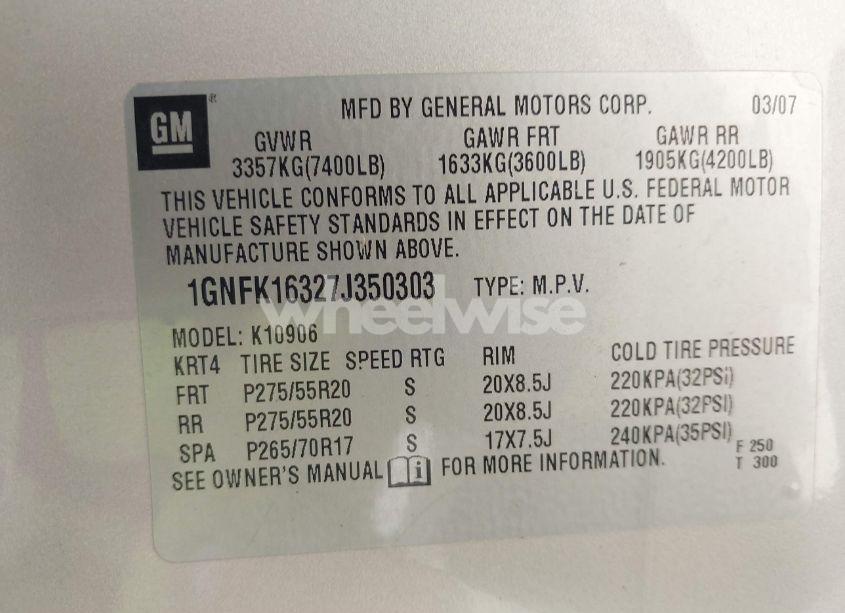 GM ®
MFD BY GENERAL MOTORS CORP. 03/07
GVWR GAWR FRT GAWR RR
3357KG(7400LB) 1633KG(3600LB) 1905KG(4200LB)
THIS VEHICLE CONFORMS TO ALL APPLICABLE U.S. FEDERAL MOTOR
VEHICLE SAFETY STANDARDS IN EFFECT ON THE DATE OF
MANUFACTURE SHOWN ABOVE.
1GNFK16327J350303 TYPE: M.P.V.
wheelwise
MODEL: K10906
KRT4 TIRE SIZE SPEED RTG RIM COLD TIRE PRESSURE
FRT P275/55R20 S 20X8.5J 220KPA(32PSI)
RR P275/55R20 S 20X8.5J 220KPA(32PSI)
SPA P265/70R17 S 17X7.5J 240KPA(35PSI)
SEE OWNER'S MANUAL i FOR MORE INFORMATION.
F 250
T 300